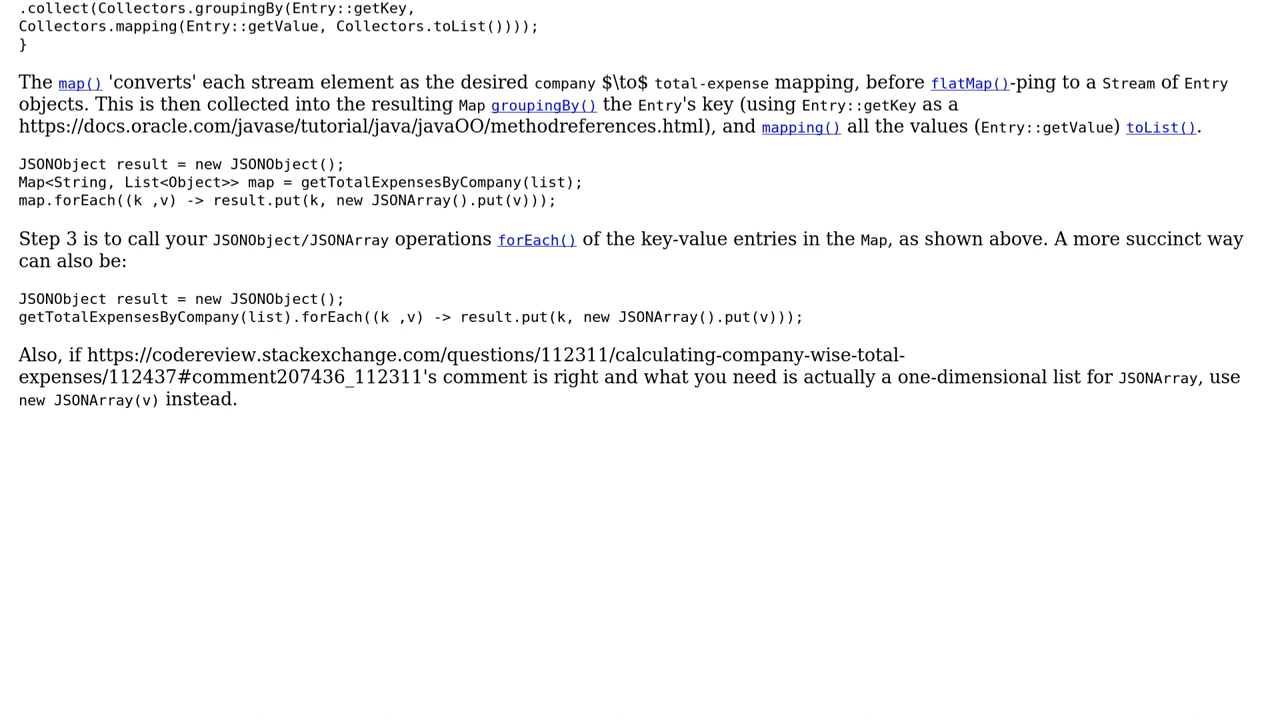 .collect(Collectors.groupingBy(Entry::getKey,
Collectors.mapping(Entry::getValue, Collectors.toList())));
}
The map() 'converts' each stream element as the desired company $\to$ total-expense mapping, before flatMap()-ping to a Stream of Entry
objects. This is then collected into the resulting Map groupingBy() the Entry's key (using Entry::getKey as a
https://docs.oracle.com/javase/tutorial/java/javaOO/methodreferences.html), and mapping() all the values (Entry::getValue) toList().
JSONObject result = new JSONObject();
Map<String, List<Object>> map = getTotalExpensesByCompany(list);
map.forEach((k ,v) -> result.put(k, new JSONArray().put(v)));
Step 3 is to call your JSONObject/JSONArray operations forEach() of the key-value entries in the Map, as shown above. A more succinct way
can also be:
JSONObject result = new JSONObject();
getTotalExpensesByCompany(list).forEach((k ,v) -> result.put(k, new JSONArray().put(v)));
Also, if https://codereview.stackexchange.com/questions/112311/calculating-company-wise-total-
expenses/112437#comment207436_112311's comment is right and what you need is actually a one-dimensional list for JSONArray, use
new JSONArray(v) instead.